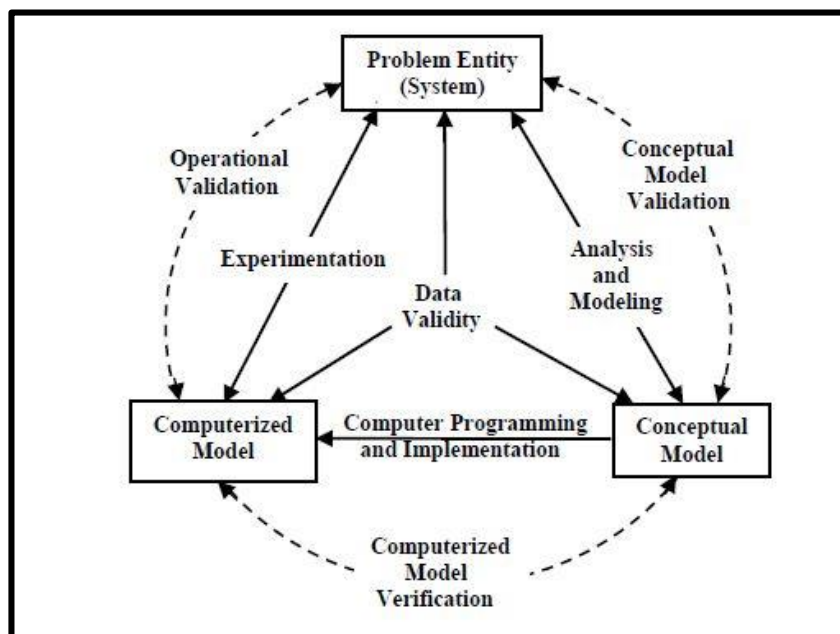 Problem Entity
(System)
Operational
Validation
Conceptual
Model
Validation
Experimentation
Analysis
and
Modeling
Data
Validity
Computerized
Model
Computer Programming
and Implementation
Conceptual
Model
Computerized
Model
Verification